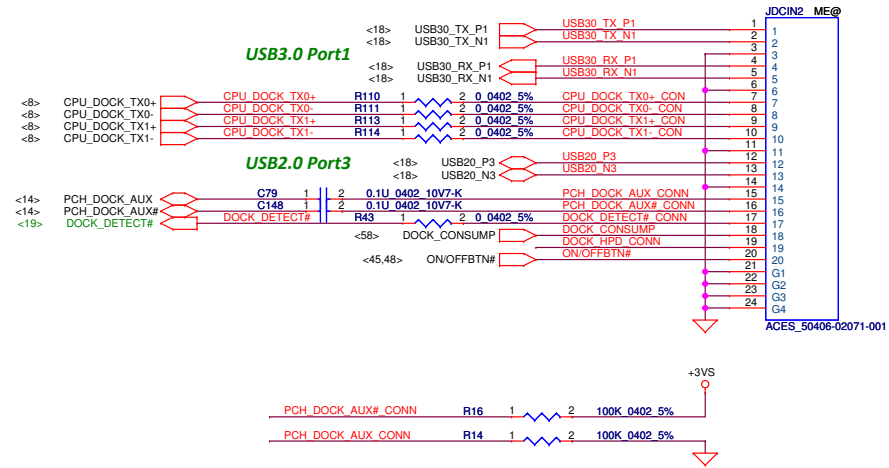 JDCIN2 ME@
<18> USB30_TX_P1 USB30_TX_P1 1 1
<18> USB30_TX_N1 USB30_TX_N1 2 2
USB3.0 Port1
3 3
<18> USB30_RX_P1 USB30_RX_P1 4 4
<18> USB30_RX_N1 USB30_RX_N1 5 5
6 6
<8> CPU_DOCK_TX0+ CPU_DOCK_TX0+ R110 1 2 0_0402_5% CPU_DOCK_TX0+_CON 7 7
<8> CPU_DOCK_TX0- CPU_DOCK_TX0- R111 1 2 0_0402_5% CPU_DOCK_TX0-_CON 8 8
<8> CPU_DOCK_TX1+ CPU_DOCK_TX1+ R113 1 2 0_0402_5% CPU_DOCK_TX1+_CON 9 9
<8> CPU_DOCK_TX1- CPU_DOCK_TX1- R114 1 2 0_0402_5% CPU_DOCK_TX1-_CON 10 10
11 11
USB2.0 Port3
<18> USB20_P3 USB20_P3 12 12
<18> USB20_N3 USB20_N3 13 13
14 14
<14> PCH_DOCK_AUX C79 1 2 0.1U_0402_10V7-K PCH_DOCK_AUX_CONN 15 15
<14> PCH_DOCK_AUX# C148 1 2 0.1U_0402_10V7-K PCH_DOCK_AUX#_CONN 16 16
<19> DOCK_DETECT# DOCK_DETECT# R43 1 2 0_0402_5% DOCK_DETECT#_CONN 17 17
<58> DOCK_CONSUMP DOCK_CONSUMP 18 18
DOCK_HPD_CONN 19 19
<45,48> ON/OFFBTN# ON/OFFBTN# 20 20
21 G1
22 G2
23 G3
24 G4
ACES_50406-02071-001
+3VS
PCH_DOCK_AUX#_CONN R16 1 2 100K_0402_5%
PCH_DOCK_AUX_CONN R14 1 2 100K_0402_5%